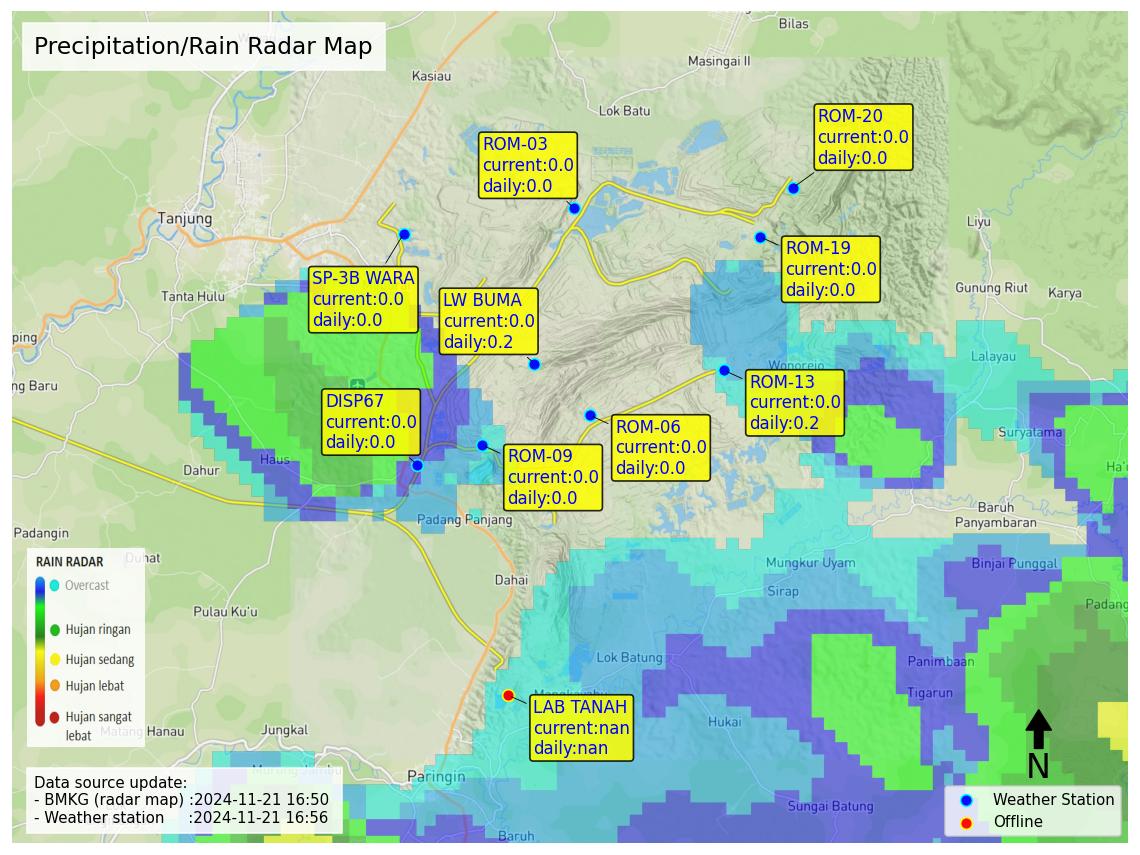 Precipitation/Rain Radar Map
Bilas
Masingai II
Kasiau
Lok Batu
ROM-20
current:0.0
daily:0.0
ROM-03
current:0.0
daily:0.0
Tanjung
Liyu
ROM-19
current:0.0
daily:0.0
SP-3B WARA
current:0.0
daily:0.0
Tanta Hulu
LW BUMA
current:0.0
daily:0.2
Gunung Riut
Karya
ping
Lalayau
Wonorejo
ng Baru
ROM-13
current:0.0
daily:0.2
DISP67
current:0.0
daily:0.0
ROM-06
current:0.0
daily:0.0
Suryatama
ROM-09
current:0.0
daily:0.0
Haus
Dahur
Ha'u
Padang Panjang
Baruh
Panyambaran
Padangin
Mungkur Uyam
Binjai Punggal
Dahai
Sirap
Padang
Pulau Ku'u
RAIN RADAR
Overcast
Hujan ringan
Hujan sedang
Hujan lebat
Hujan sangat
lebat
Lok Batung
Panimbaan
Tigarun
LAB TANAH
current:nan
daily:nan
Hukai
Matang Hanau
Jungkal
Murung Jambu
Paringin
N
Data source update:
- BMKG (radar map) :2024-11-21 16:50
- Weather station :2024-11-21 16:56
Sungai Batung
Baruh
Weather Station
Offline